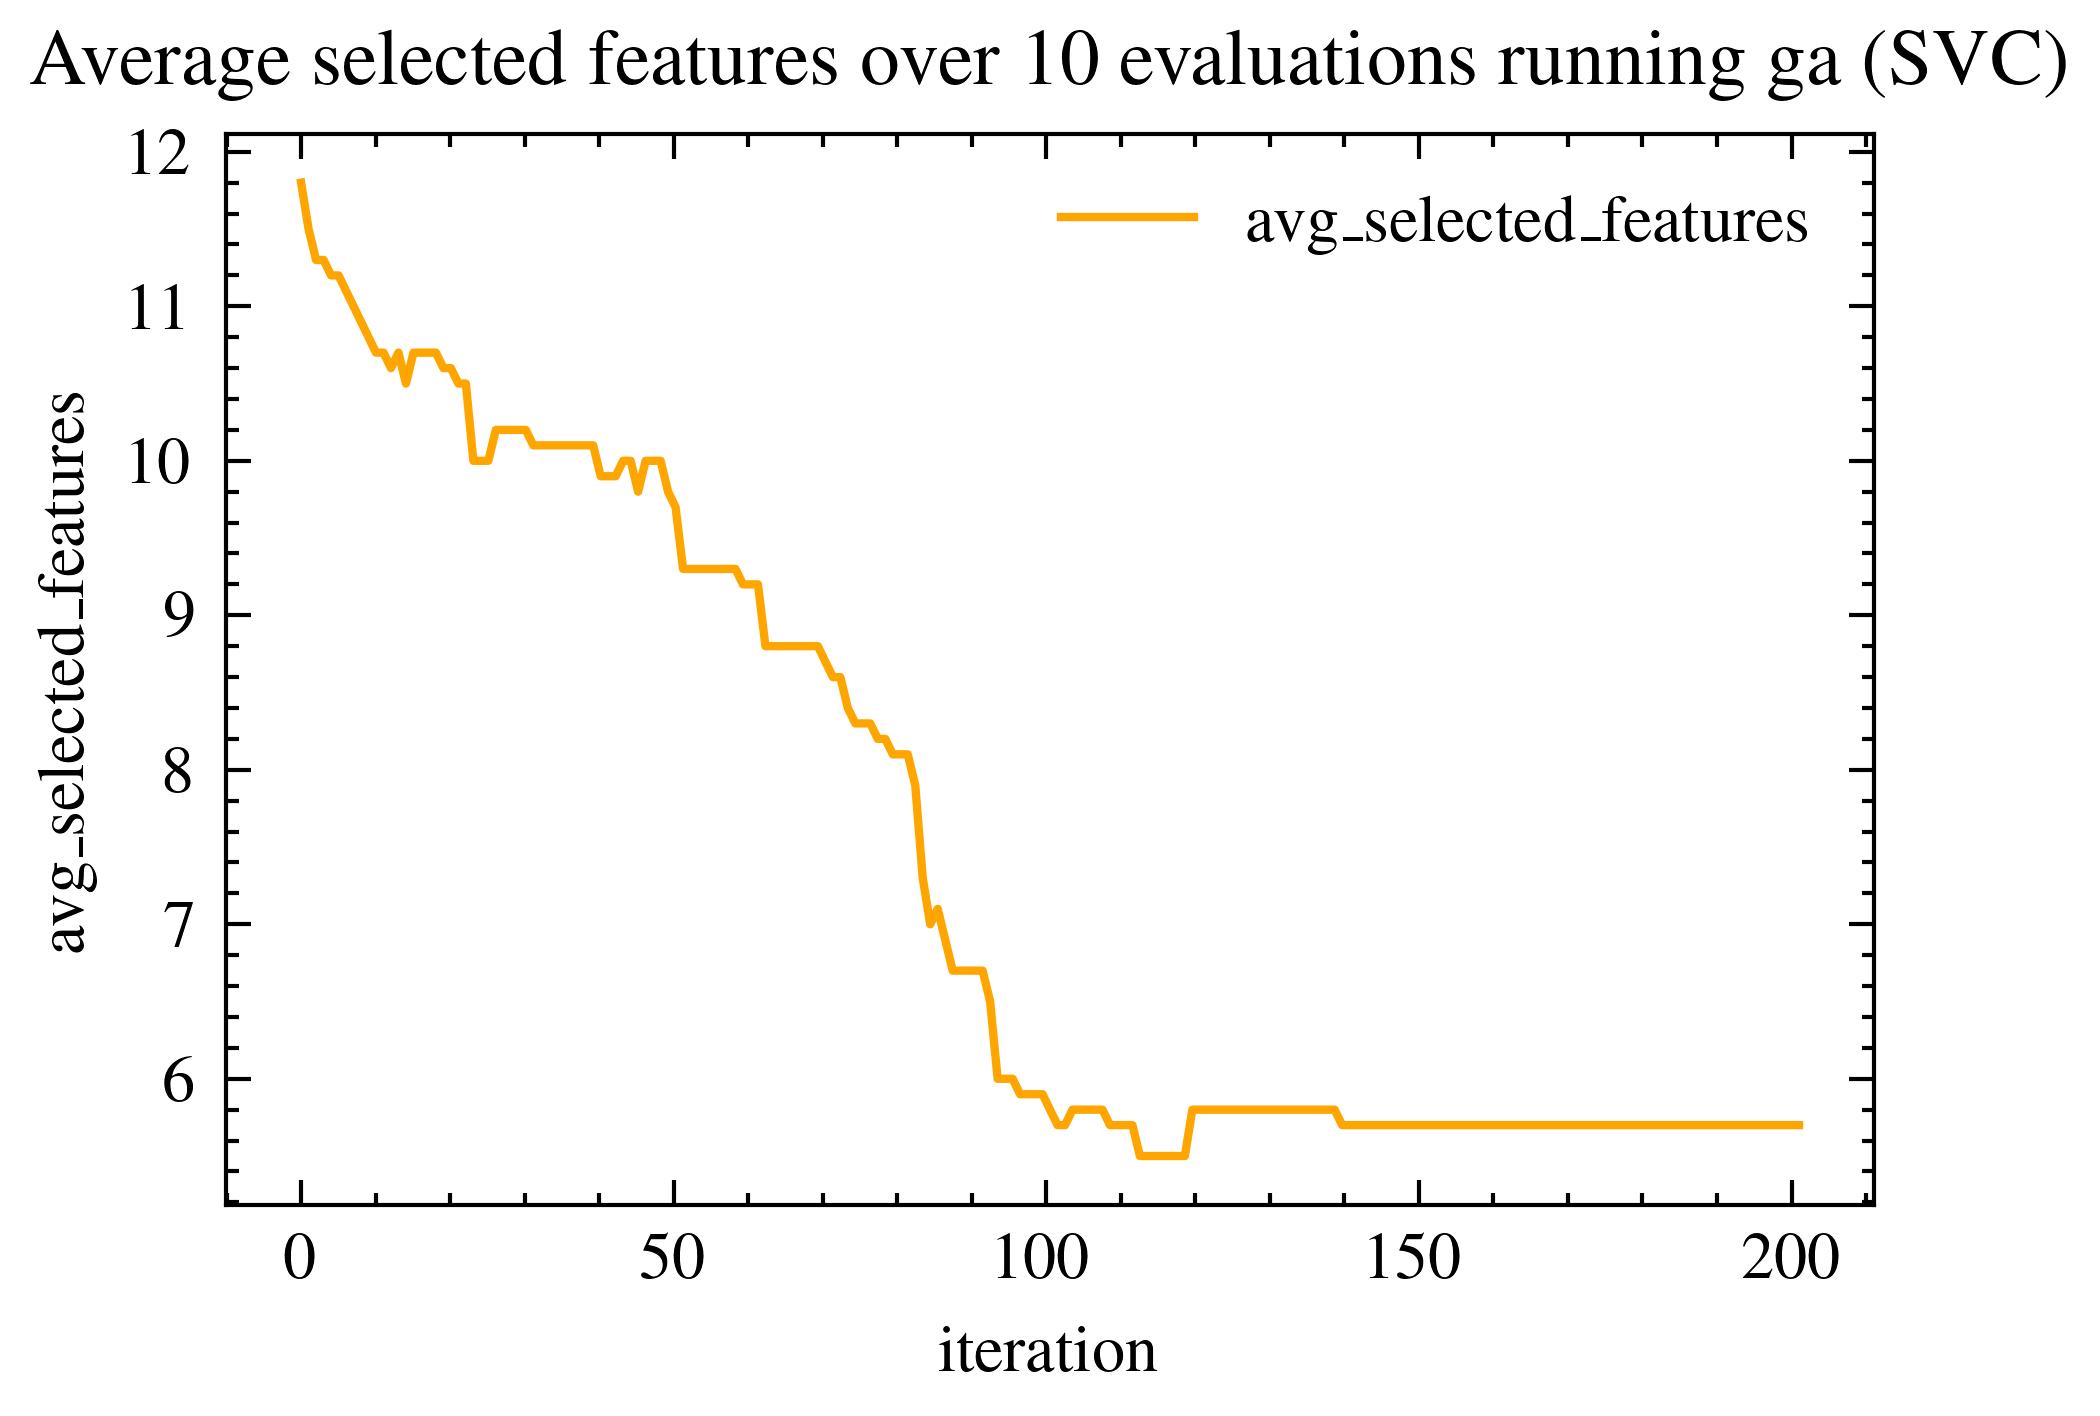 Average selected features over 10 evaluations running ga (SVC)
12
11
10
9
8
7
6
avg_selected_features
avg_selected_features
0 50 100 150 200
iteration